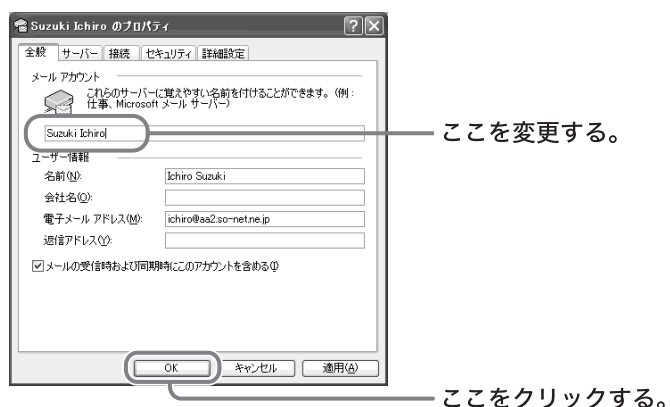 Suzuki Ichiro のプロパティ
全般 サーバー 接続 セキュリティ 詳細設定
メール アカウント
これらのサーバーに覚えやすい名前を付けることができます。(例:
仕事、Microsoft メール サーバー)
Suzuki Ichiro
ここを変更する。
ユーザー情報
名前(N): Ichiro Suzuki
会社名(O):
電子メール アドレス(M): ichiro@aa2.so-net.ne.jp
返信アドレス(Y):
メールの受信時および同期時にこのアカウントを含める(I)
OK キャンセル 適用(A)
ここをクリックする。